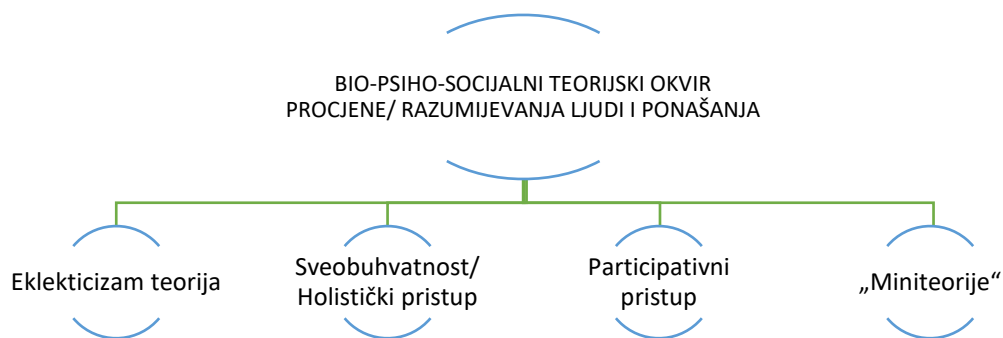 BIO-PSIHO-SOCIJALNI TEORIJSKI OKVIR
PROCJENE/ RAZUMIJEVANJA LJUDI I PONAŠANJA
Eklekticizam teorija
Sveobuhvatnost/
Holistički pristup
Participativni
pristup
„Miniteorije“